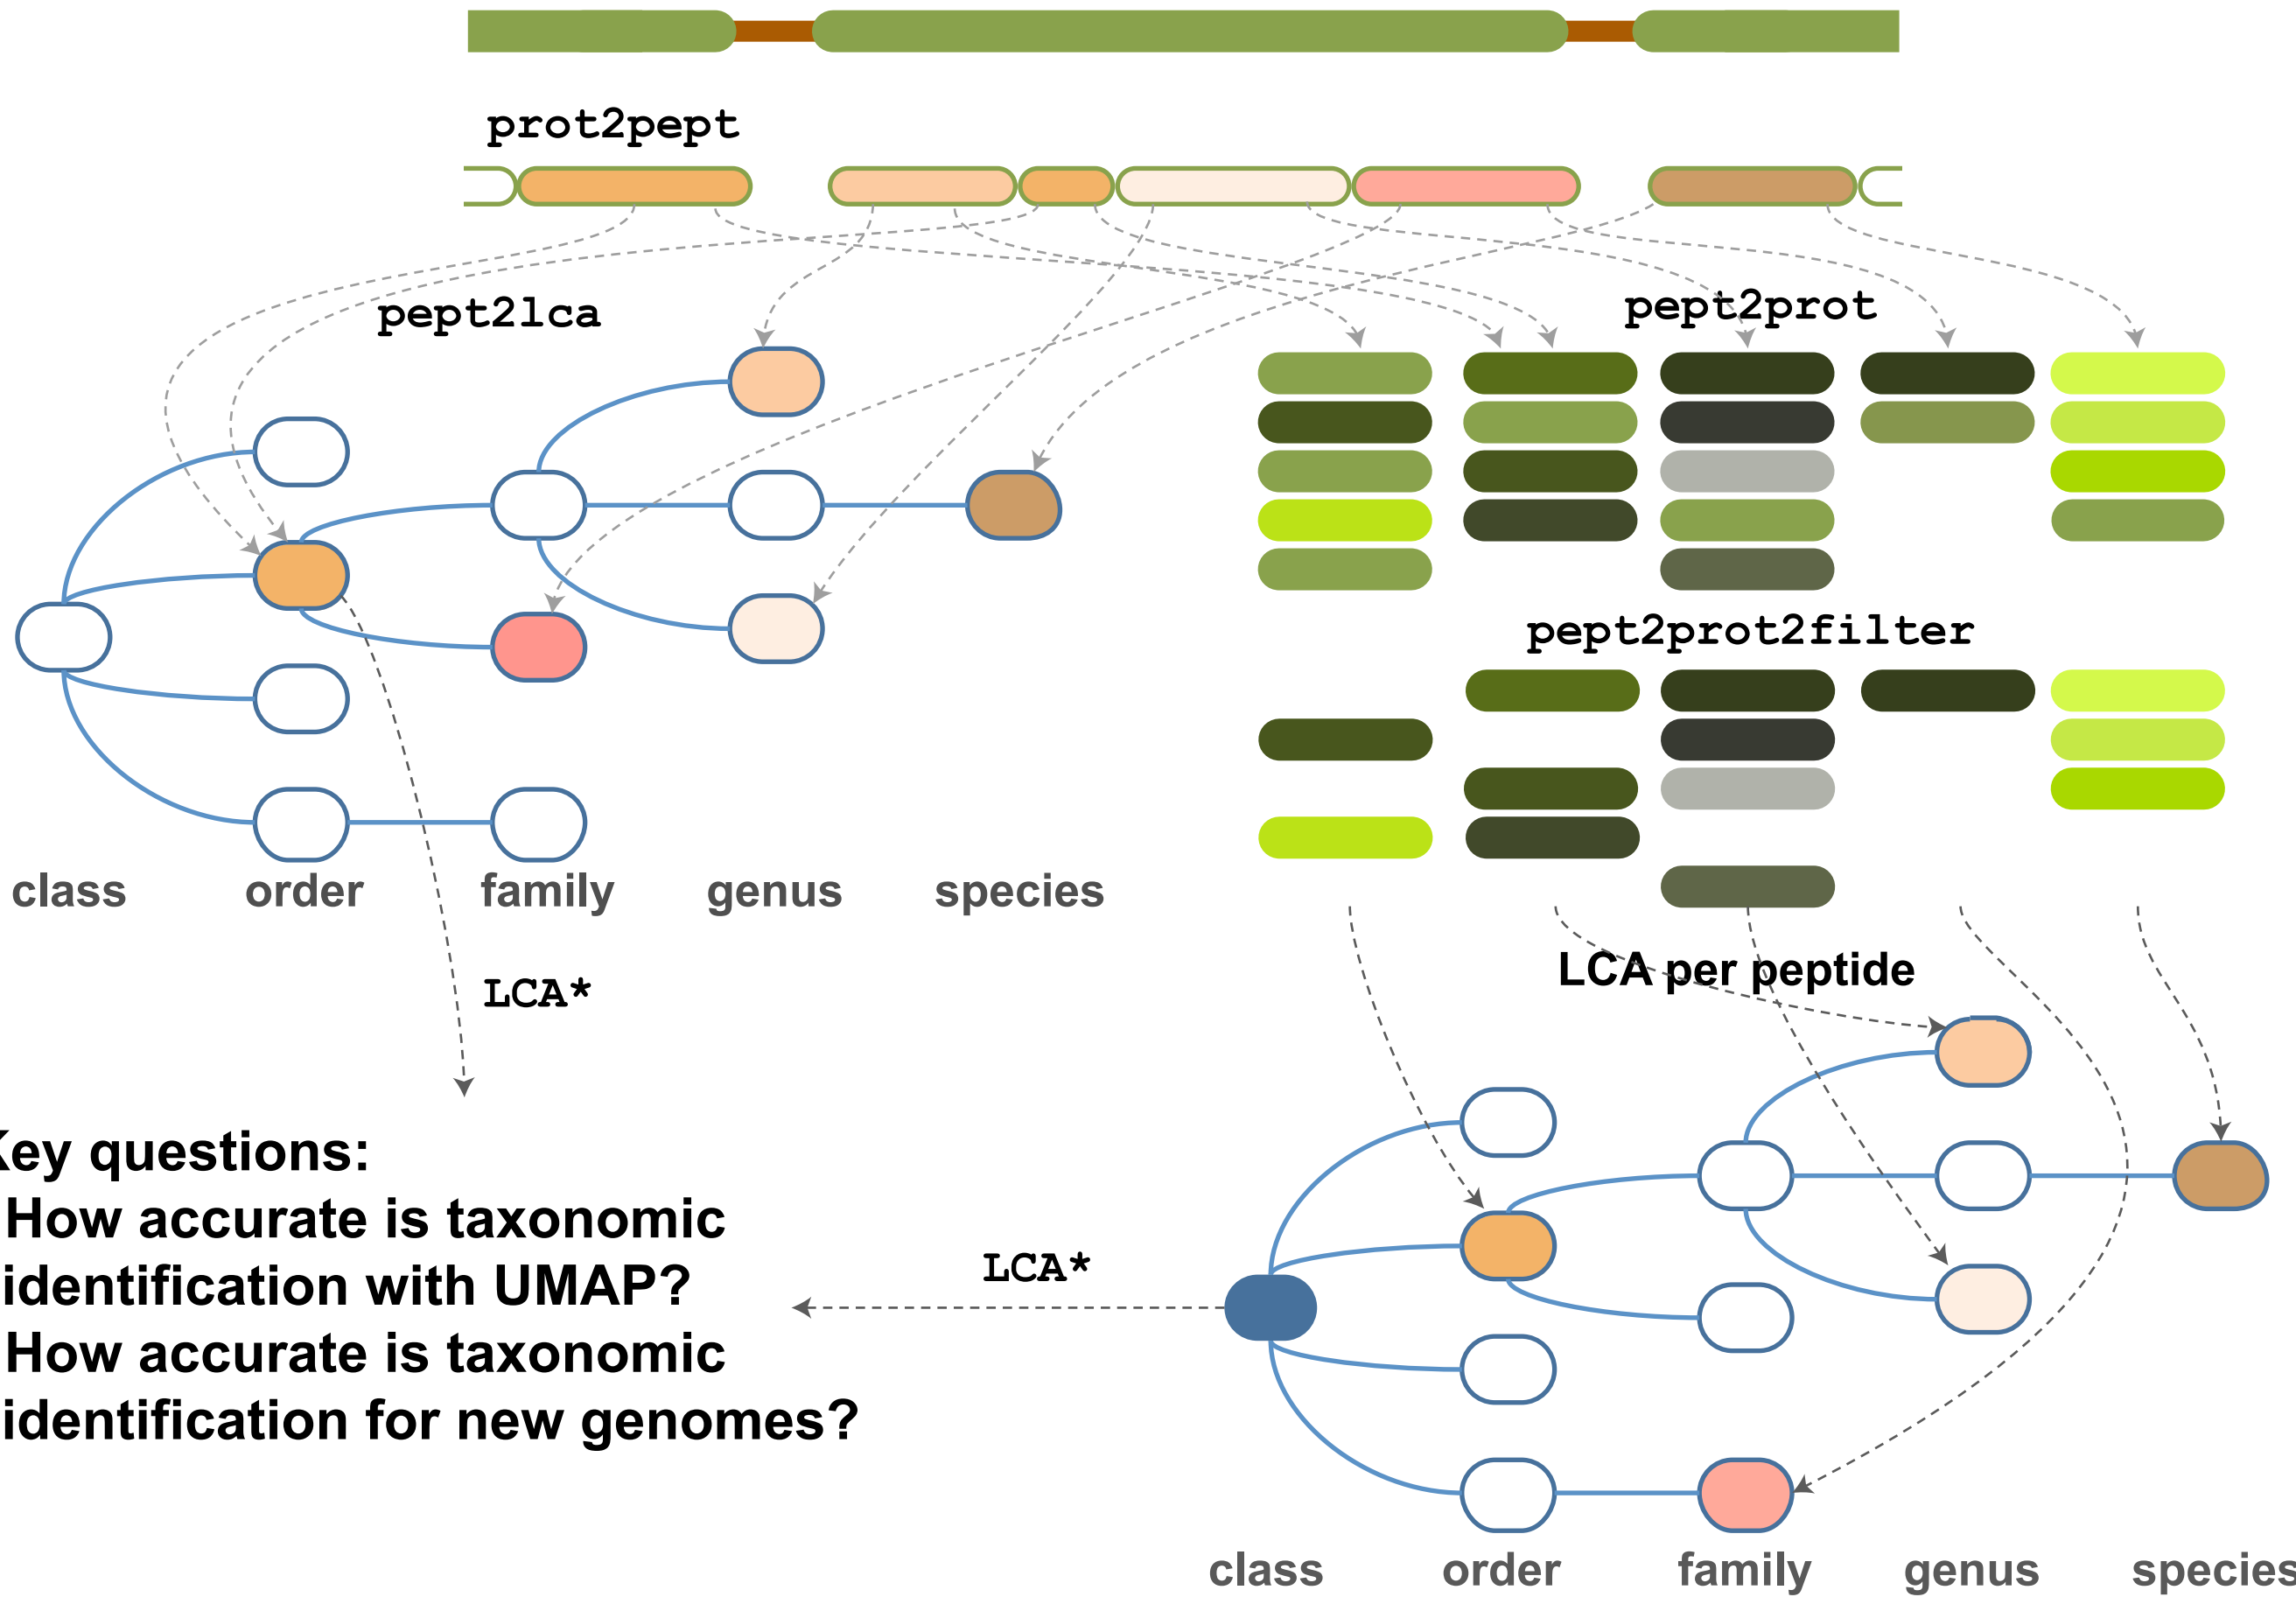 prot2pept
pept2lca
pept2prot
pept2prot2filter
class order family genus species
LCA per peptide
LCA*
Key questions:
How accurate is taxonomic
identification with UMAP?
How accurate is taxonomic
identification for new genomes?
LCA*
class order family genus species